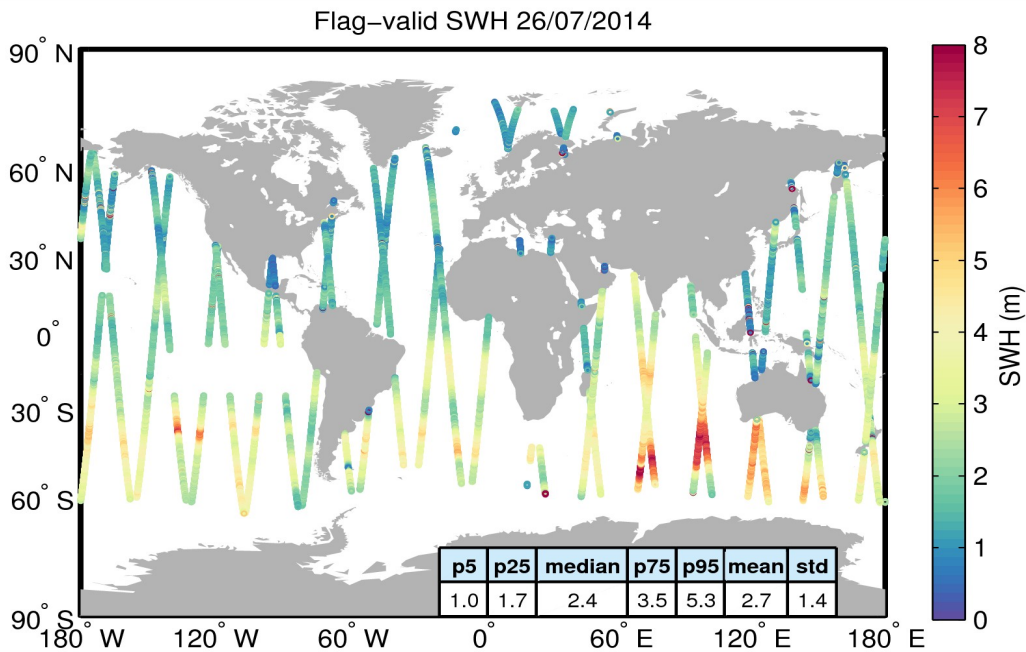 Flag−valid SWH 26/07/2014
90° N
60° N
30° N
0°
30° S
60° S
90° S
180° W
120° W
60° W
0°
60° E
120° E
180° E
p5 p25 median p75 p95 mean std
1.0 1.7 2.4 3.5 5.3 2.7 1.4
8
7
6
5
4
3
2
1
0
SWH (m)